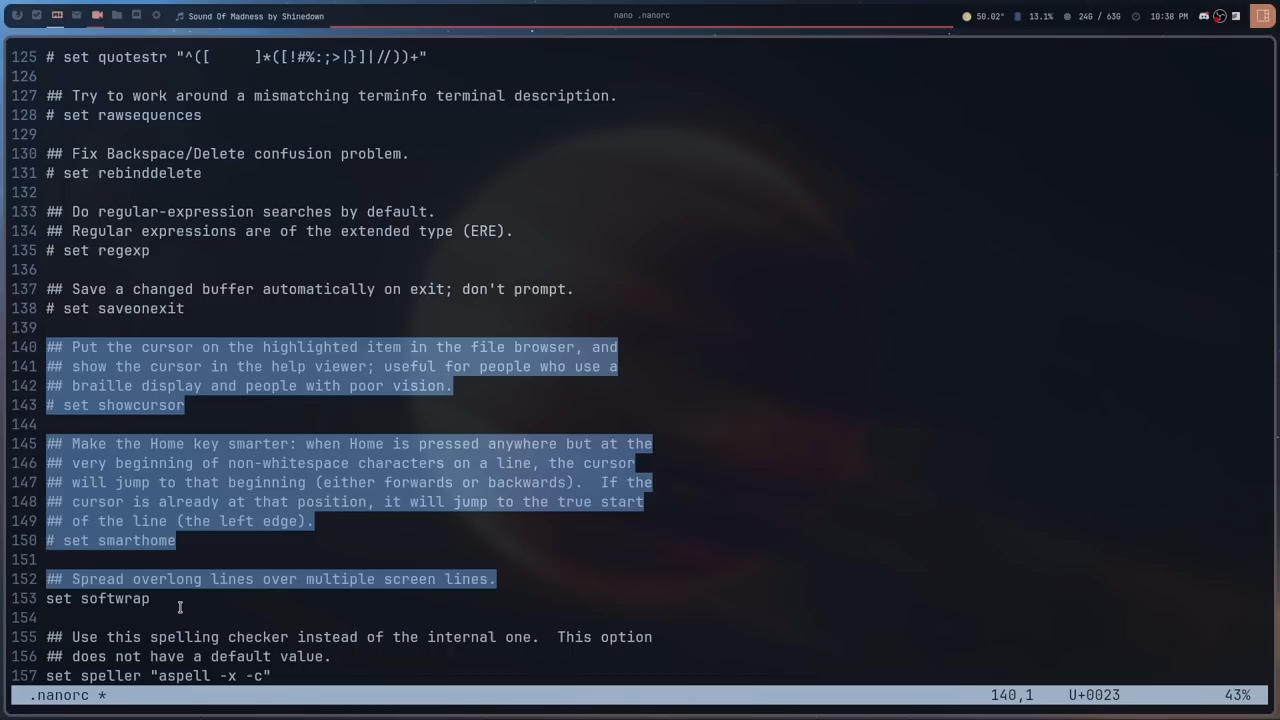 Sound Of Madness by Shinedown
nano .nanorc
50.02° 13.1% 24G / 63G 10:38 PM
125 # set quotestr "^([     ]*([!#%:;>|}]|//))+"
126
127 ## Try to work around a mismatching terminfo terminal description.
128 # set rawsequences
129
130 ## Fix Backspace/Delete confusion problem.
131 # set rebinddelete
132
133 ## Do regular-expression searches by default.
134 ## Regular expressions are of the extended type (ERE).
135 # set regexp
136
137 ## Save a changed buffer automatically on exit; don't prompt.
138 # set saveonexit
139
140 ## Put the cursor on the highlighted item in the file browser, and
141 ## show the cursor in the help viewer; useful for people who use a
142 ## braille display and people with poor vision.
143 # set showcursor
144
145 ## Make the Home key smarter: when Home is pressed anywhere but at the
146 ## very beginning of non-whitespace characters on a line, the cursor
147 ## will jump to that beginning (either forwards or backwards).  If the
148 ## cursor is already at that position, it will jump to the true start
149 ## of the line (the left edge).
150 # set smarthome
151
152 ## Spread overlong lines over multiple screen lines.
153 set softwrap
154
155 ## Use this spelling checker instead of the internal one.  This option
156 ## does not have a default value.
157 set speller "aspell -x -c"
.nanorc * 140,1 U+0023 43%